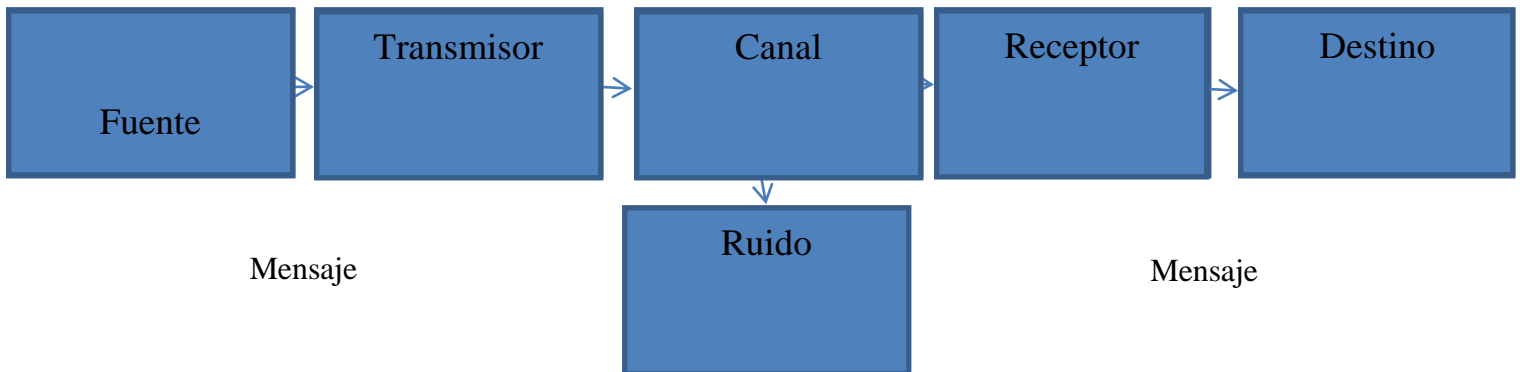 Fuente
Transmisor
Canal
Receptor
Destino
Ruido
Mensaje
Mensaje